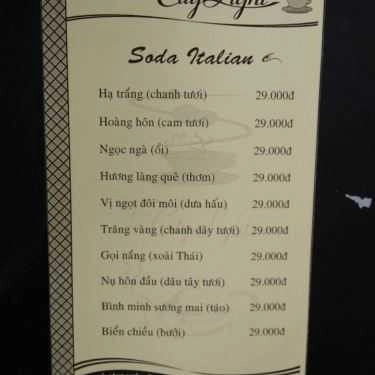 City Light
Soda Italian
Hạ trắng (chanh tươi) 29.000đ
Hoàng hôn (cam tươi) 29.000đ
Ngọc ngà (ổi) 29.000đ
Hương làng quê (thơm) 29.000đ
Vị ngọt đôi môi (dưa hấu) 29.000đ
Trăng vàng (chanh dây tươi) 29.000đ
Gọi nắng (xoài Thái) 29.000đ
Nụ hôn đầu (dâu tây tươi) 29.000đ
Bình minh sương mai (táo) 29.000đ
Biển chiều (bưởi) 29.000đ